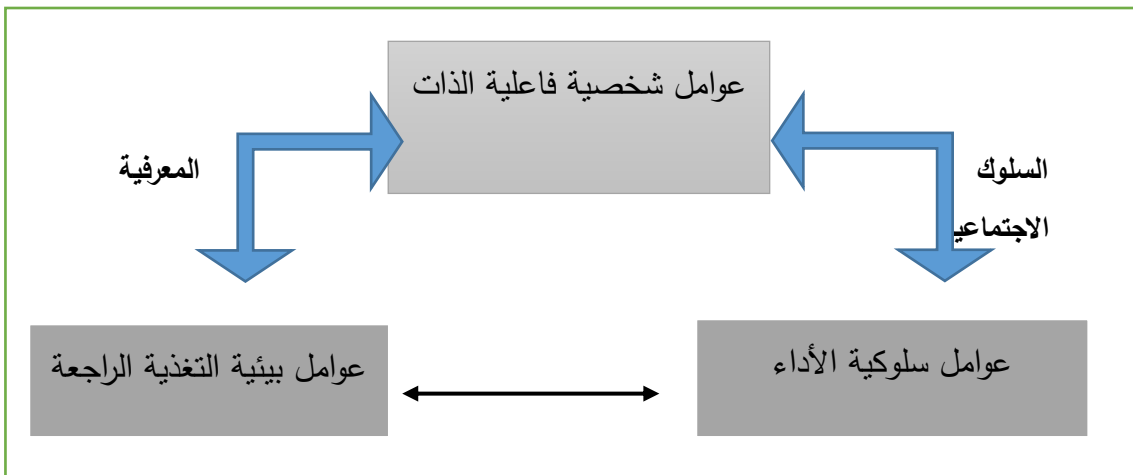 عوامل شخصية فاعلية الذات
السلوك
الاجتماعي
المعرفية
عوامل سلوكية الأداء
عوامل بيئية التغذية الراجعة